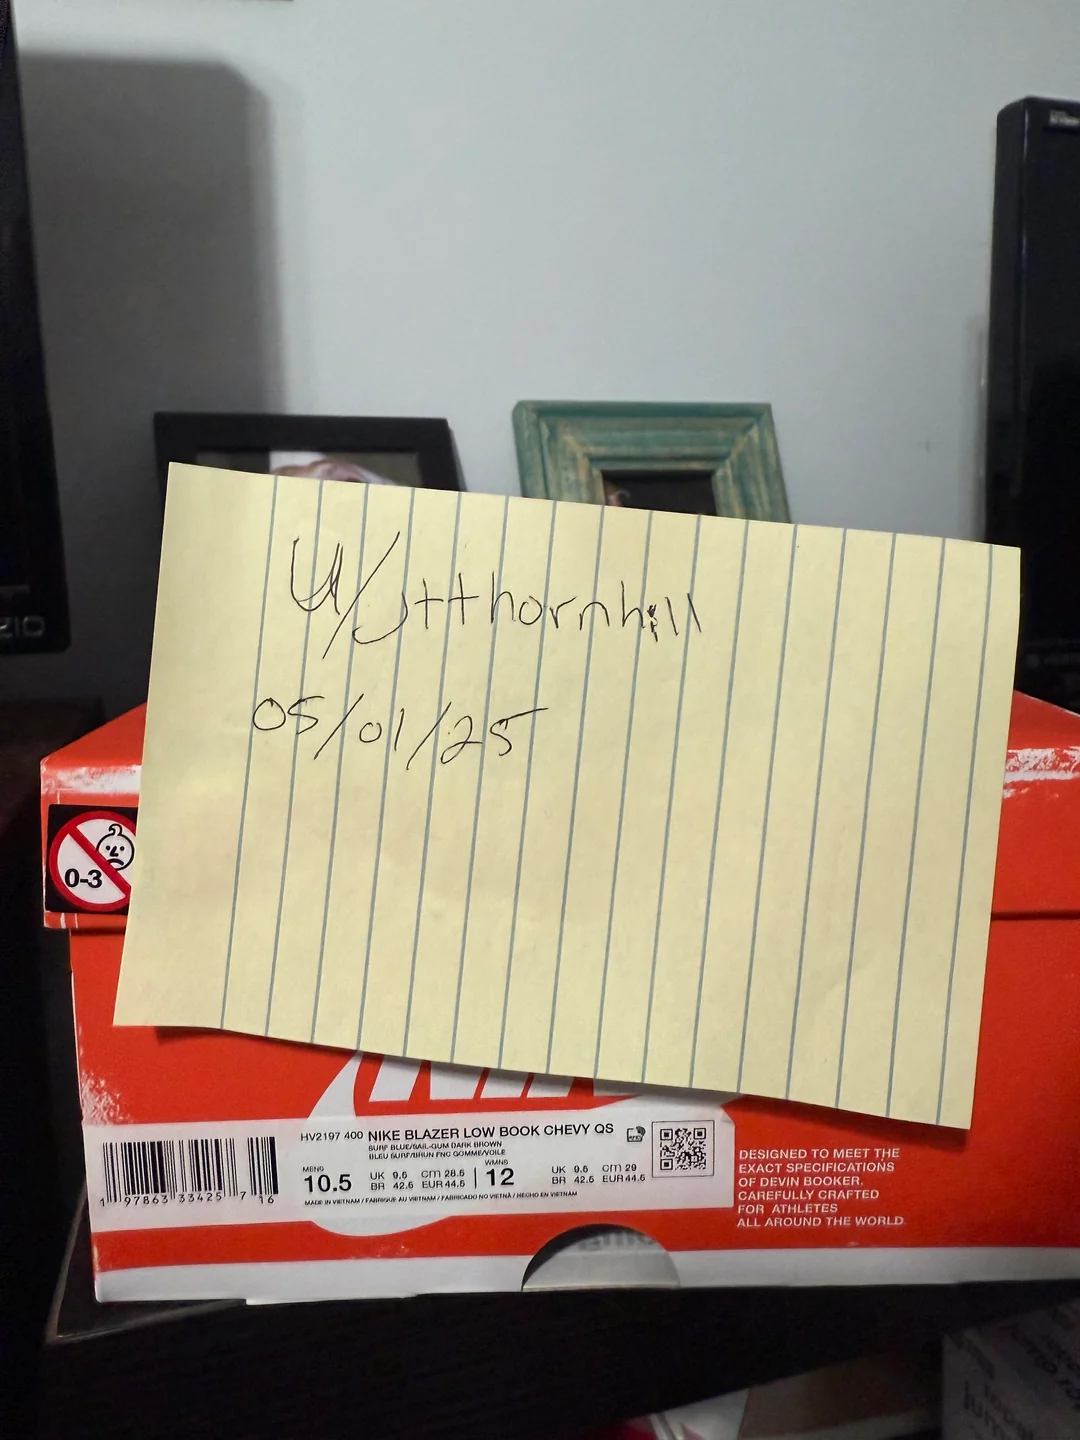 U/Jtthornhill
05/01/25
0-3
HV2197 400 NIKE BLAZER LOW BOOK CHEVY QS
SURF BLUE/SAIL-GUM DARK BROWN
BLEU SURF/BRUN FNC GOMME/VOILE
MENS
10.5
UK 9.5 cm 28.5
BR 42.5 EUR 44.5
WMNS
12
UK 9.5 cm 29
BR 42.5 EUR 44.5
MADE IN VIETNAM / FABRIQUE AU VIETNAM / FABRICADO NO VIETNÃ / HECHO EN VIETNAM
1 97863 33425 7 16
DESIGNED TO MEET THE
EXACT SPECIFICATIONS
OF DEVIN BOOKER.
CAREFULLY CRAFTED
FOR ATHLETES
ALL AROUND THE WORLD